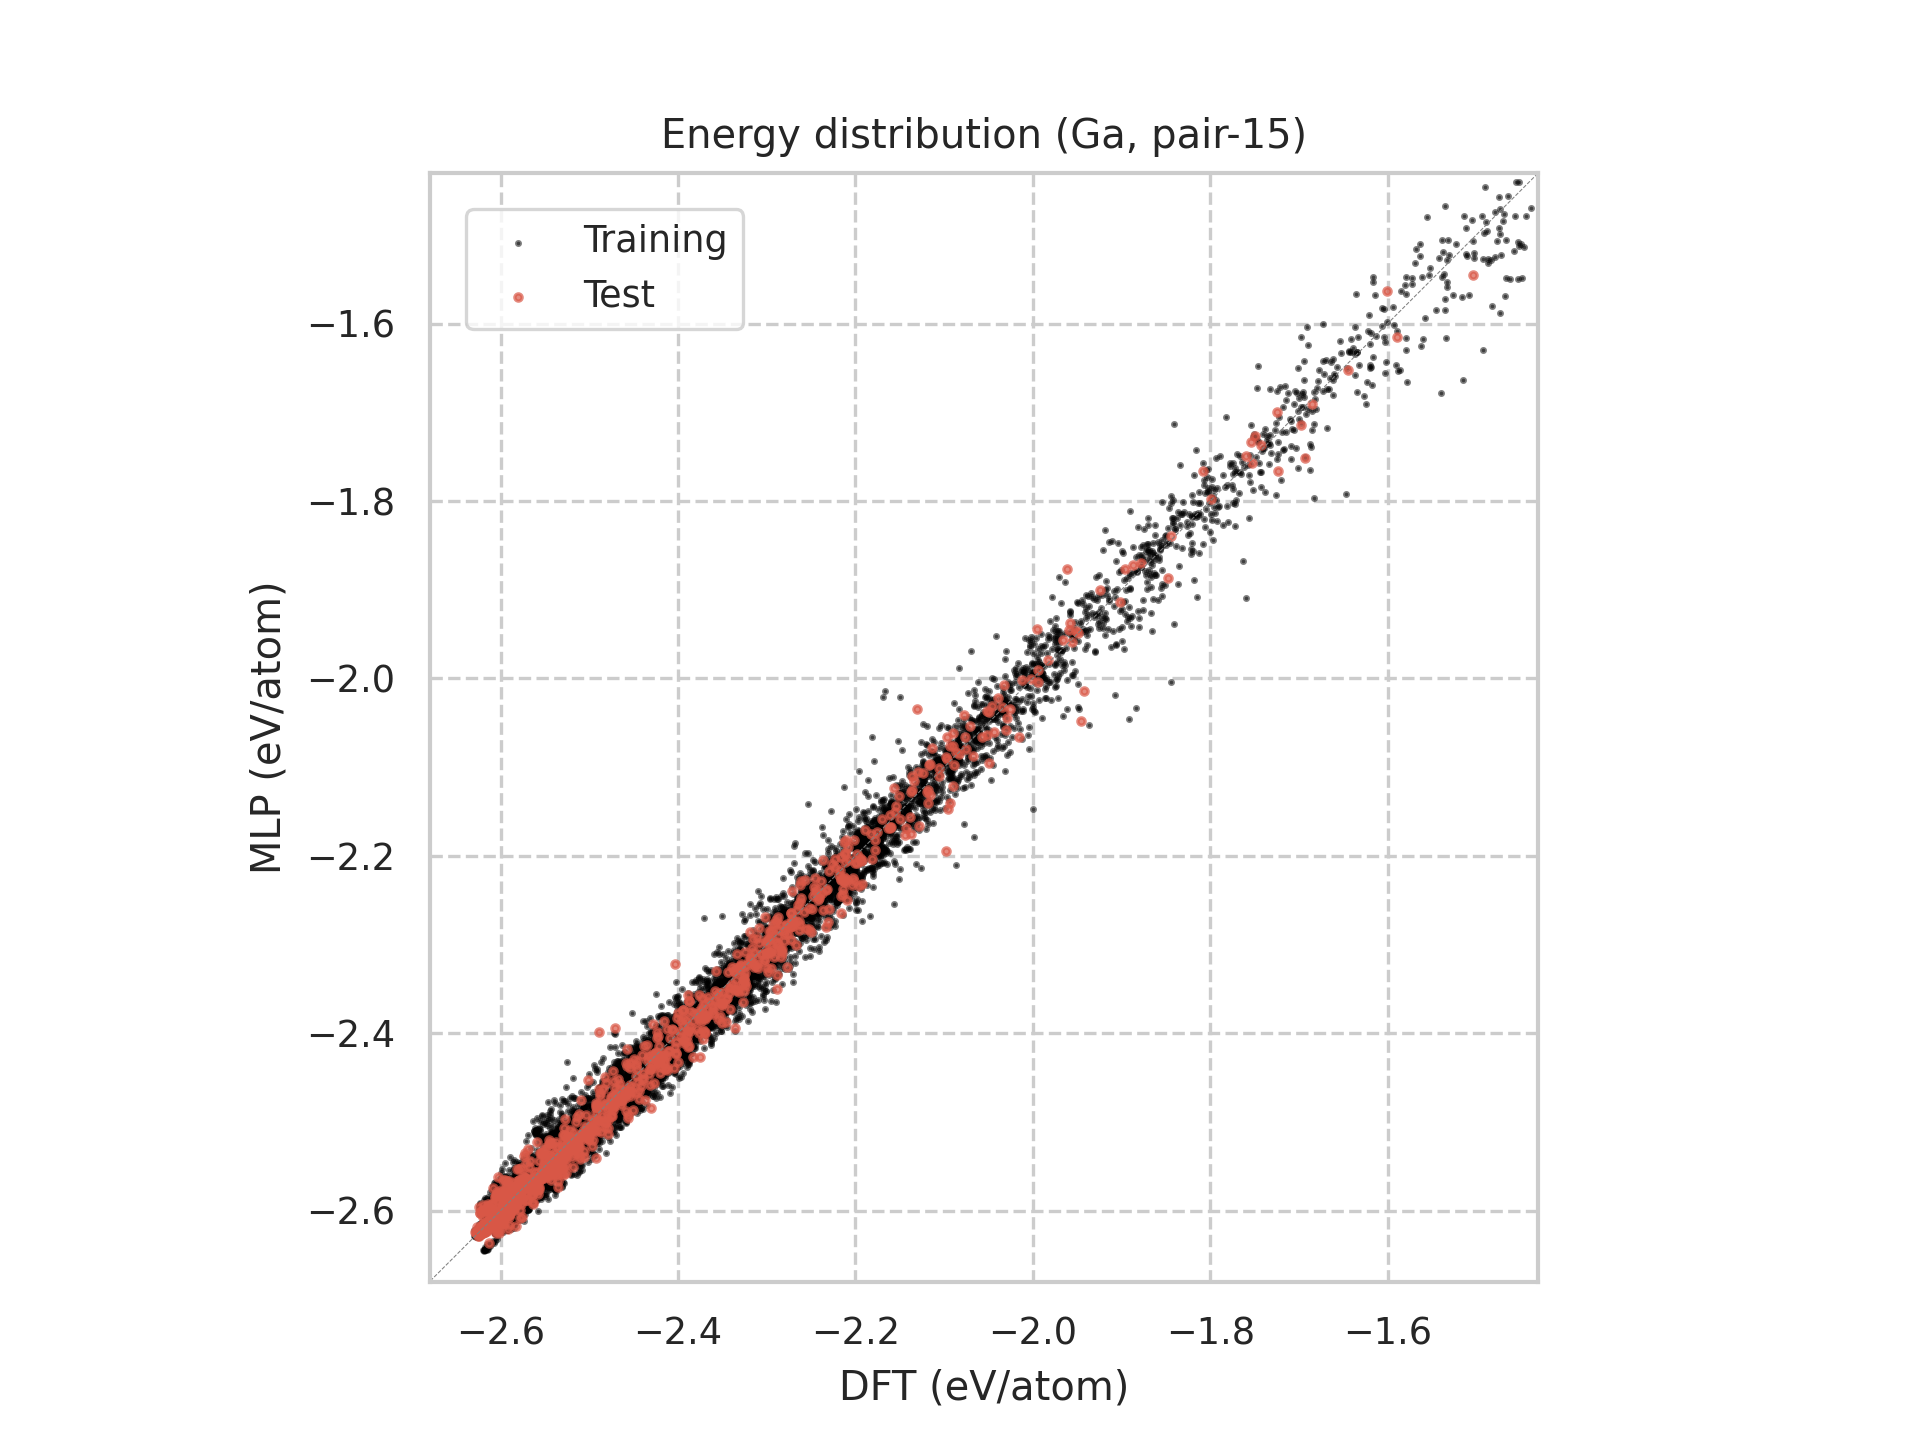 Energy distribution (Ga, pair-15)
Training
Test
−1.6
−1.8
−2.0
−2.2
−2.4
−2.6
MLP (eV/atom)
−2.6 −2.4 −2.2 −2.0 −1.8 −1.6
DFT (eV/atom)